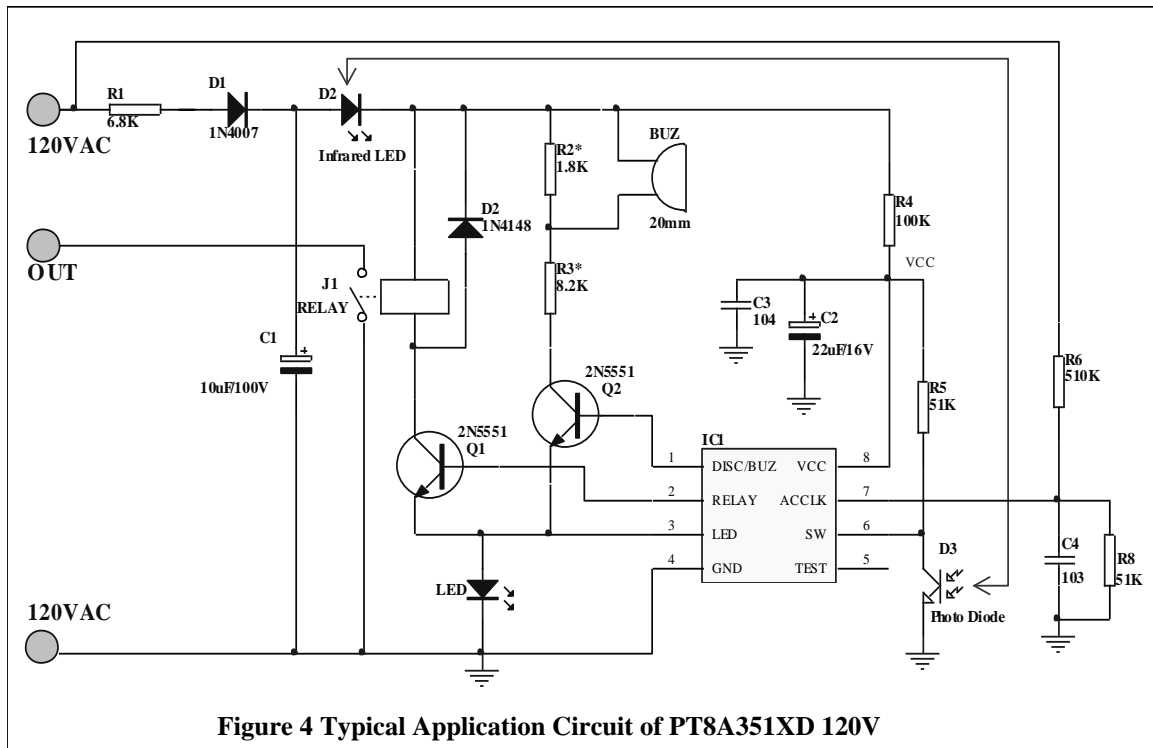 D1
D2
R1
6.8K
1N4007
120VAC
Infrared LED
R2*
1.8K
BUZ
20mm
D2
1N4148
R4
100K
OUT
J1
RELAY
R3*
8.2K
VCC
C3
104
C2
22uF/16V
C1
10uF/100V
R6
510K
2N5551
Q2
R5
51K
2N5551
Q1
IC1
1 DISC/BUZ VCC 8
2 RELAY ACCLK 7
3 LED SW 6
4 GND TEST 5
D3
Photo Diode
C4
103
R8
51K
LED
120VAC
Figure 4 Typical Application Circuit of PT8A351XD 120V